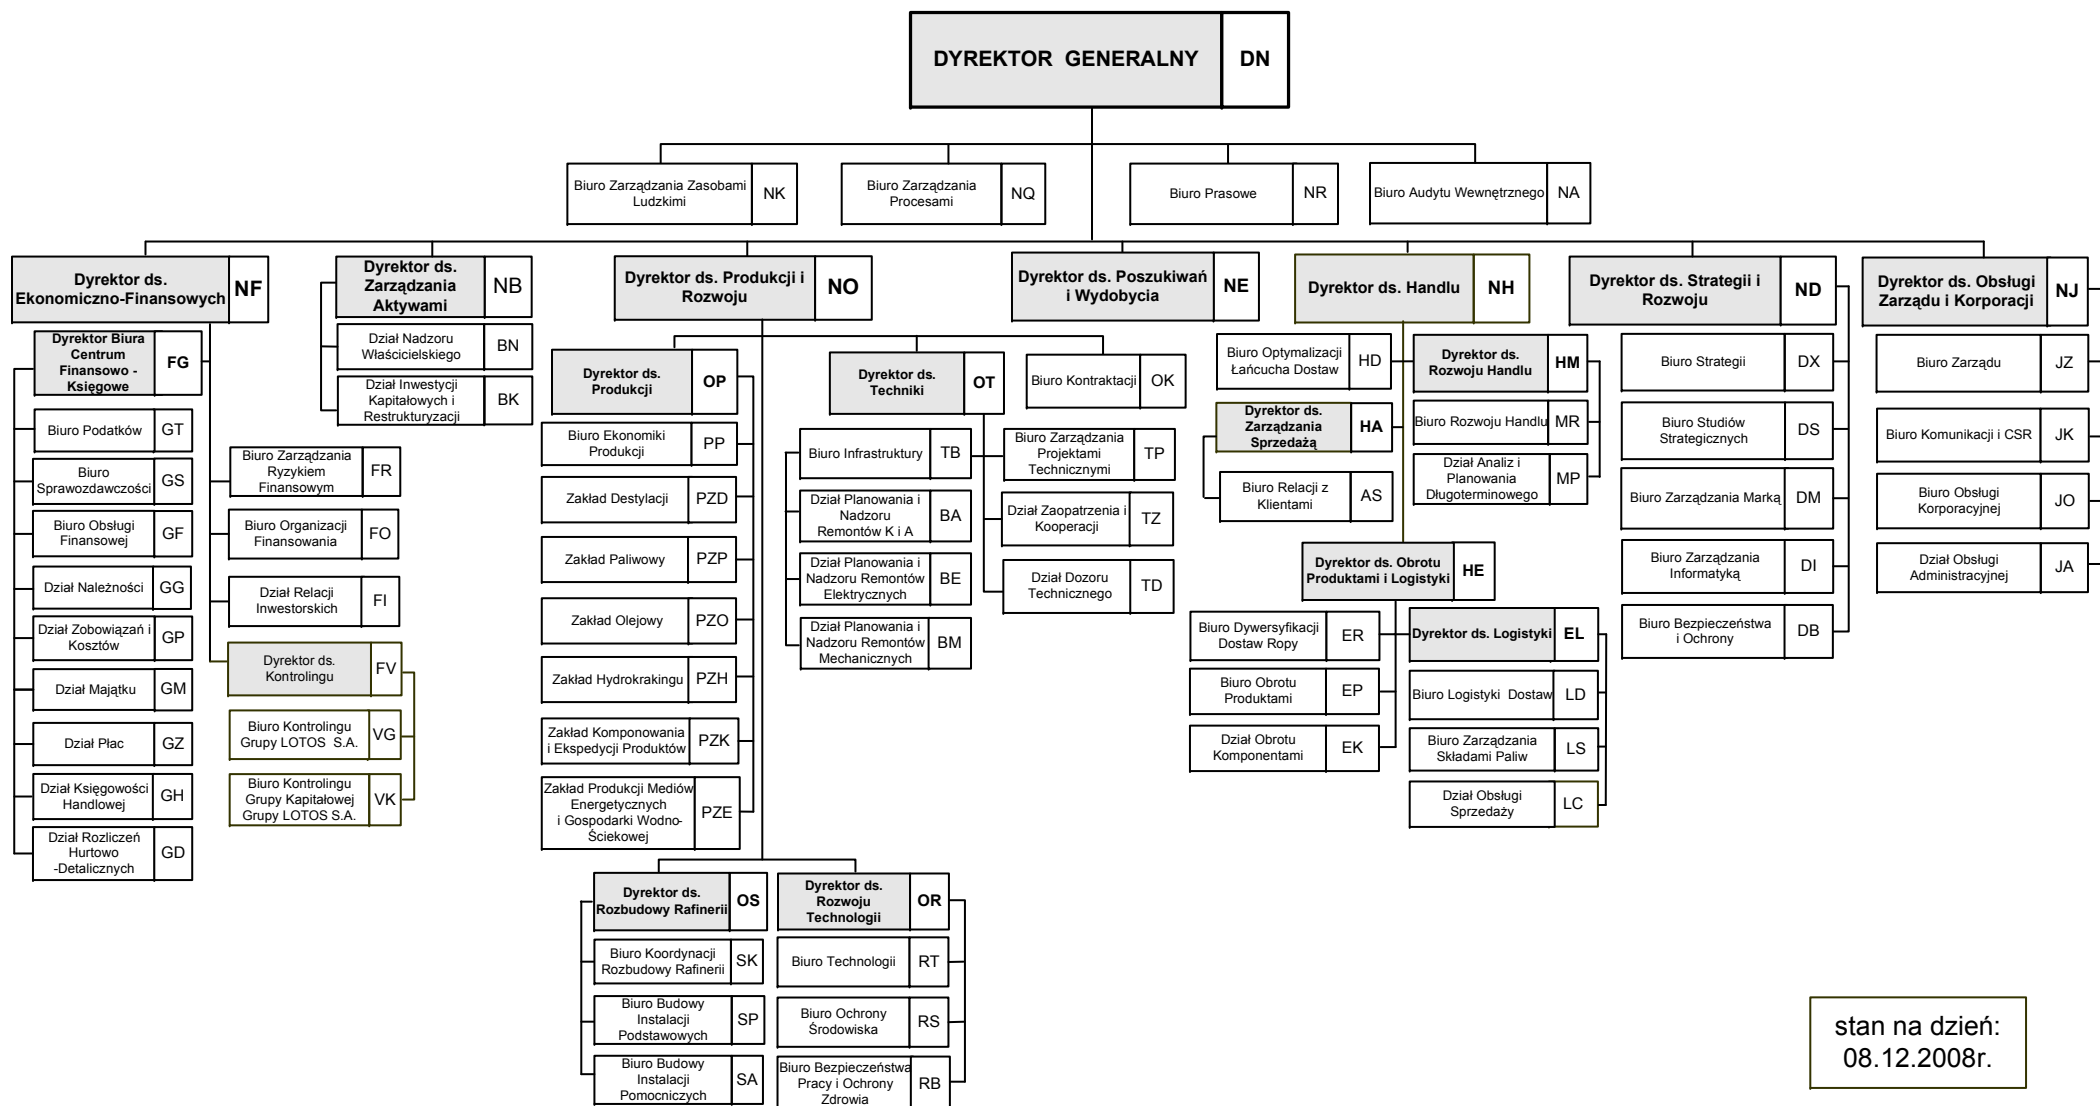 DYREKTOR GENERALNY DN
Biuro Zarządzania Zasobami
Ludzkimi
NK
Biuro Zarządzania
Procesami
NQ
Biuro Prasowe NR
Biuro Audytu Wewnętrznego NA
Dyrektor ds.
Ekonomiczno-Finansowych
NF
Dyrektor Biura
Centrum
Finansowo -
Księgowe
FG
Biuro Podatków GT
Biuro
Sprawozdawczości
GS
Biuro Obsługi
Finansowej
GF
Dział Należności GG
Dział Zobowiązań i
Kosztów
GP
Dział Majątku GM
Dział Płac GZ
Dział Księgowości
Handlowej
GH
Dział Rozliczeń
Hurtowo
-Detalicznych
GD
Biuro Zarządzania
Ryzykiem
Finansowym
FR
Biuro Organizacji
Finansowania
FO
Dział Relacji
Inwestorskich
FI
Dyrektor ds.
Kontrolingu
FV
Biuro Kontrolingu
Grupy LOTOS S.A.
VG
Biuro Kontrolingu
Grupy Kapitałowej
Grupy LOTOS S.A.
VK
Dyrektor ds.
Zarządzania
Aktywami
NB
Dział Nadzoru
Właścicielskiego
BN
Dział Inwestycji
Kapitałowych i
Restrukturyzacji
BK
Dyrektor ds. Produkcji i
Rozwoju
NO
Dyrektor ds.
Produkcji
OP
Biuro Ekonomiki
Produkcji
PP
Zakład Destylacji PZD
Zakład Paliwowy PZP
Zakład Olejowy PZO
Zakład Hydrokrakingu PZH
Zakład Komponowania
i Ekspedycji Produktów
PZK
Zakład Produkcji Mediów
Energetycznych
i Gospodarki Wodno-
Ściekowej
PZE
Dyrektor ds.
Techniki
OT
Biuro Infrastruktury TB
Dział Planowania i
Nadzoru
Remontów K i A
BA
Dział Planowania i
Nadzoru Remontów
Elektrycznych
BE
Dział Planowania i
Nadzoru Remontów
Mechanicznych
BM
Biuro Zarządzania
Projektami
Technicznymi
TP
Dział Zaopatrzenia i
Kooperacji
TZ
Dział Dozoru
Technicznego
TD
Biuro Kontraktacji OK
Dyrektor ds.
Rozbudowy Rafinerii
OS
Biuro Koordynacji
Rozbudowy Rafinerii
SK
Biuro Budowy
Instalacji
Podstawowych
SP
Biuro Budowy
Instalacji
Pomocniczych
SA
Dyrektor ds.
Rozwoju
Technologii
OR
Biuro Technologii RT
Biuro Ochrony
Środowiska
RS
Biuro Bezpieczeństwa
Pracy i Ochrony
Zdrowia
RB
Dyrektor ds. Poszukiwań
i Wydobycia
NE
Dyrektor ds. Handlu NH
Biuro Optymalizacji
Łańcucha Dostaw
HD
Dyrektor ds.
Zarządzania
Sprzedażą
HA
Biuro Relacji z
Klientami
AS
Dyrektor ds.
Rozwoju Handlu
HM
Biuro Rozwoju Handlu MR
Dział Analiz i
Planowania
Długoterminowego
MP
Dyrektor ds. Obrotu
Produktami i Logistyki
HE
Biuro Dywersyfikacji
Dostaw Ropy
ER
Biuro Obrotu
Produktami
EP
Dział Obrotu
Komponentami
EK
Dyrektor ds. Logistyki EL
Biuro Logistyki Dostaw LD
Biuro Zarządzania
Składami Paliw
LS
Dział Obsługi
Sprzedaży
LC
Dyrektor ds. Strategii i
Rozwoju
ND
Biuro Strategii DX
Biuro Studiów
Strategicznych
DS
Biuro Zarządzania Marką DM
Biuro Zarządzania
Informatyką
DI
Biuro Bezpieczeństwa
i Ochrony
DB
Dyrektor ds. Obsługi
Zarządu i Korporacji
NJ
Biuro Zarządu JZ
Biuro Komunikacji i CSR JK
Biuro Obsługi
Korporacyjnej
JO
Dział Obsługi
Administracyjnej
JA
stan na dzień:
08.12.2008r.